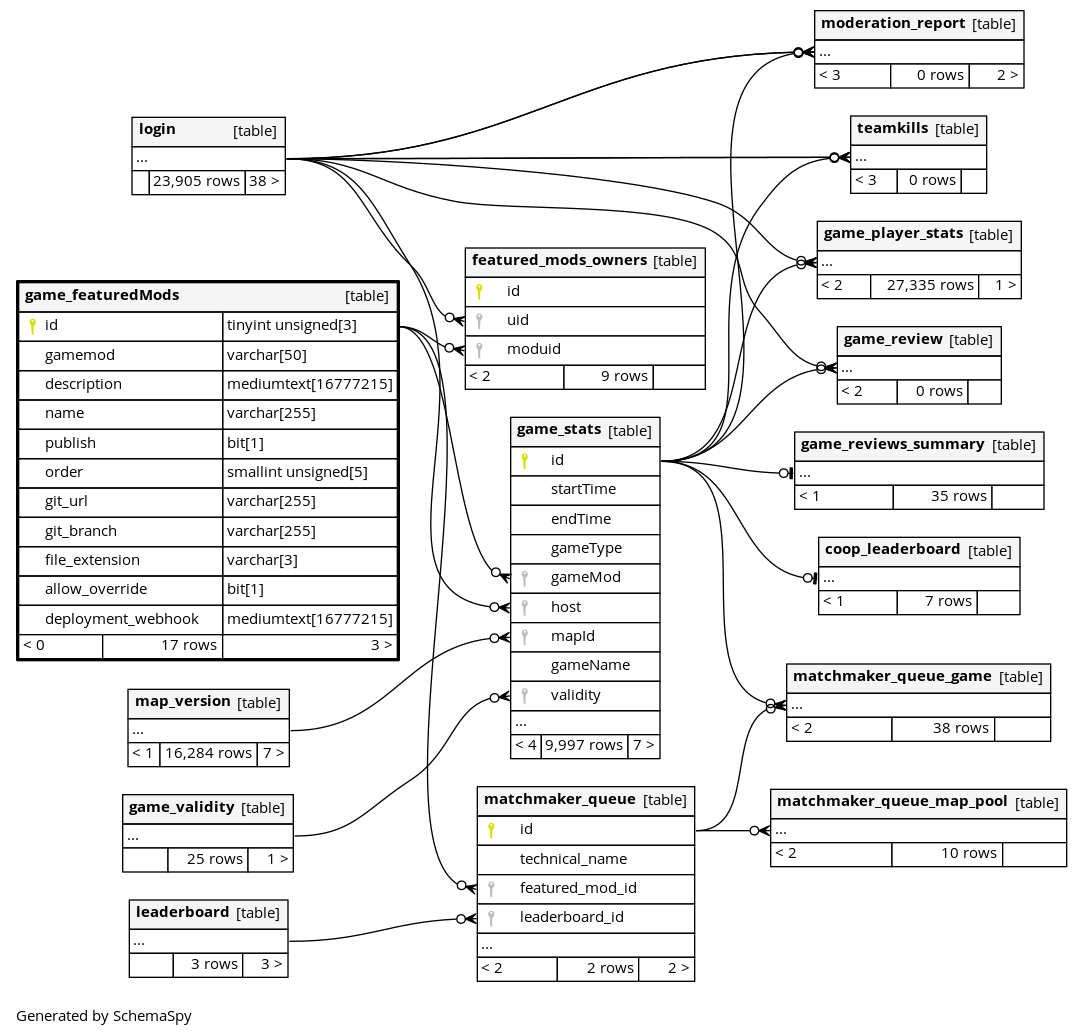 moderation_report [table]
...
< 3 0 rows 2 >
login [table]
...
23,905 rows 38 >
teamkills [table]
...
< 3 0 rows
game_player_stats [table]
...
< 2 27,335 rows 1 >
featured_mods_owners [table]
id
uid
moduid
< 2 9 rows
game_featuredMods [table]
id tinyint unsigned[3]
gamemod varchar[50]
description mediumtext[16777215]
name varchar[255]
publish bit[1]
order smallint unsigned[5]
git_url varchar[255]
git_branch varchar[255]
file_extension varchar[3]
allow_override bit[1]
deployment_webhook mediumtext[16777215]
< 0 17 rows 3 >
game_review [table]
...
< 2 0 rows
game_stats [table]
id
startTime
endTime
gameType
gameMod
host
mapId
gameName
validity
...
< 4 9,997 rows 7 >
game_reviews_summary [table]
...
< 1 35 rows
coop_leaderboard [table]
...
< 1 7 rows
map_version [table]
...
< 1 16,284 rows 7 >
matchmaker_queue_game [table]
...
< 2 38 rows
game_validity [table]
...
25 rows 1 >
matchmaker_queue [table]
id
technical_name
featured_mod_id
leaderboard_id
...
< 2 2 rows 2 >
matchmaker_queue_map_pool [table]
...
< 2 10 rows
leaderboard [table]
...
3 rows 3 >
Generated by SchemaSpy